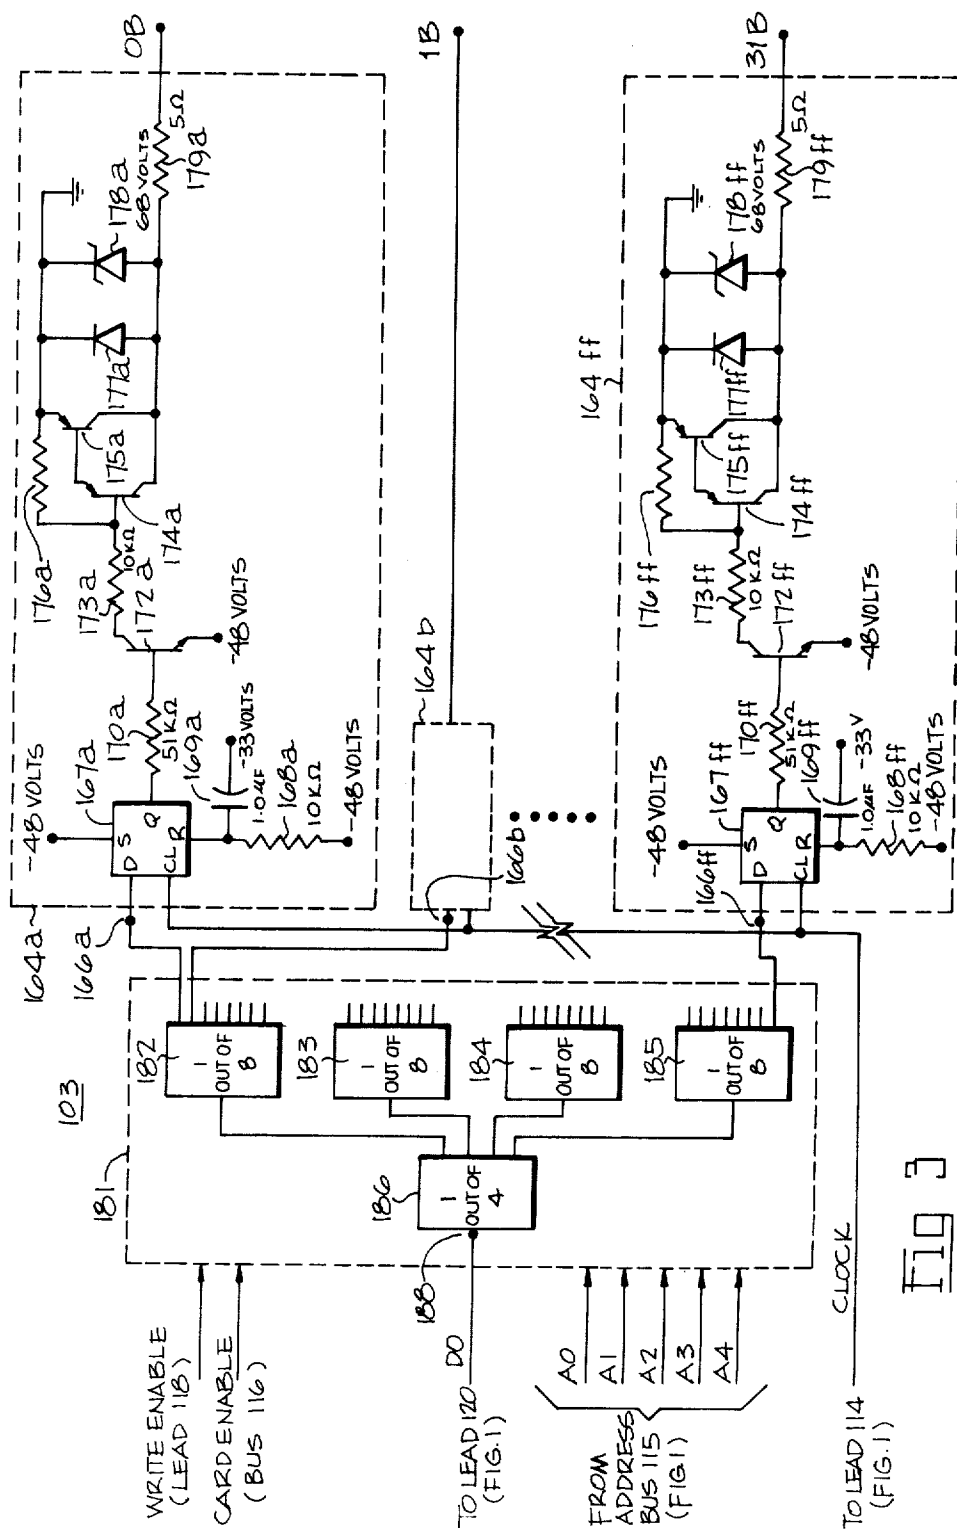 0B
1B
31B
164a
166a
-48 VOLTS
167a
D
S
Q
CL
R
170a
51KΩ
169a
1.0µF
-33 VOLTS
168a
10KΩ
-48 VOLTS
172a
-48 VOLTS
173a
10KΩ
174a
175a
176a
177a
178a
68 VOLTS
179a
5Ω
164b
166b
164ff
166ff
-48 VOLTS
167ff
D
S
Q
CL
R
170ff
51KΩ
169ff
1.0µF
-33V
168ff
10KΩ
-48 VOLTS
172ff
-48 VOLTS
173ff
10KΩ
174ff
175ff
176ff
177ff
178ff
68 VOLTS
179ff
5Ω
103
181
182
1
OUT OF
8
183
1
OUT OF
8
184
1
OUT OF
8
185
1
OUT OF
8
186
1
OUT OF
4
188
WRITE ENABLE
(LEAD 118)
CARD ENABLE
(BUS 116)
TO LEAD 120
(FIG. 1)
DO
FROM
ADDRESS
BUS 115
(FIG 1)
A0
A1
A2
A3
A4
TO LEAD 114
(FIG. 1)
CLOCK
FIG 3